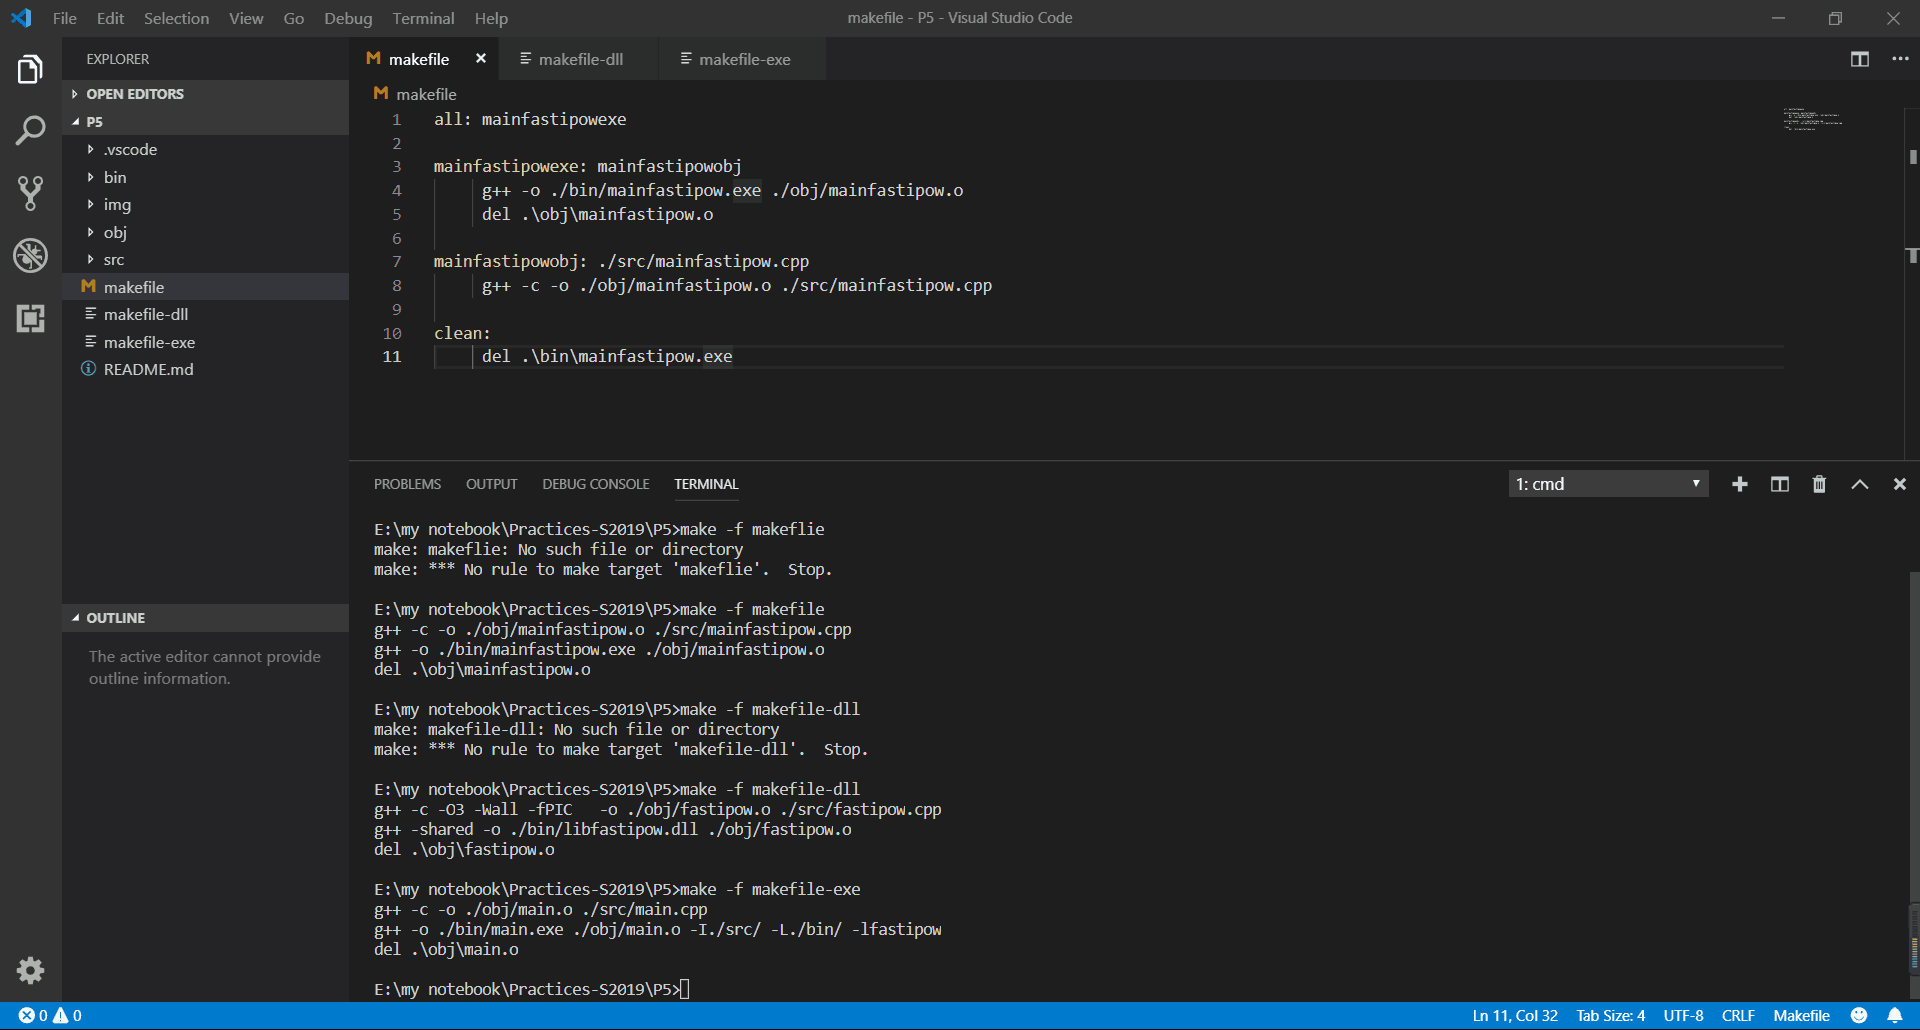 File Edit Selection View Go Debug Terminal Help
makefile - P5 - Visual Studio Code
EXPLORER
OPEN EDITORS
P5
.vscode
bin
img
obj
src
M makefile
makefile-dll
makefile-exe
README.md
OUTLINE
The active editor cannot provide
outline information.
M makefile makefile-dll makefile-exe
M makefile
1 all: mainfastipowexe
2
3 mainfastipowexe: mainfastipowobj
4 g++ -o ./bin/mainfastipow.exe ./obj/mainfastipow.o
5 del .\obj\mainfastipow.o
6
7 mainfastipowobj: ./src/mainfastipow.cpp
8 g++ -c -o ./obj/mainfastipow.o ./src/mainfastipow.cpp
9
10 clean:
11 del .\bin\mainfastipow.exe
PROBLEMS OUTPUT DEBUG CONSOLE TERMINAL
1: cmd
E:\my notebook\Practices-S2019\P5>make -f makeflie
make: makeflie: No such file or directory
make: *** No rule to make target 'makeflie'.  Stop.
E:\my notebook\Practices-S2019\P5>make -f makefile
g++ -c -o ./obj/mainfastipow.o ./src/mainfastipow.cpp
g++ -o ./bin/mainfastipow.exe ./obj/mainfastipow.o
del .\obj\mainfastipow.o
E:\my notebook\Practices-S2019\P5>make -f makefile-dll
make: makefile-dll: No such file or directory
make: *** No rule to make target 'makefile-dll'.  Stop.
E:\my notebook\Practices-S2019\P5>make -f makefile-dll
g++ -c -O3 -Wall -fPIC   -o ./obj/fastipow.o ./src/fastipow.cpp
g++ -shared -o ./bin/libfastipow.dll ./obj/fastipow.o
del .\obj\fastipow.o
E:\my notebook\Practices-S2019\P5>make -f makefile-exe
g++ -c -o ./obj/main.o ./src/main.cpp
g++ -o ./bin/main.exe ./obj/main.o -I./src/ -L./bin/ -lfastipow
del .\obj\main.o
E:\my notebook\Practices-S2019\P5>
0 0
Ln 11, Col 32 Tab Size: 4 UTF-8 CRLF Makefile